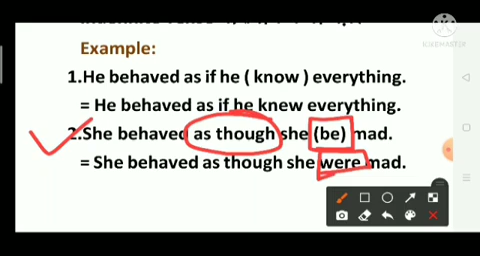 Example:
1.He behaved as if he ( know ) everything.
= He behaved as if he knew everything.
2.She behaved as though she (be) mad.
= She behaved as though she were mad.
KINEMASTER